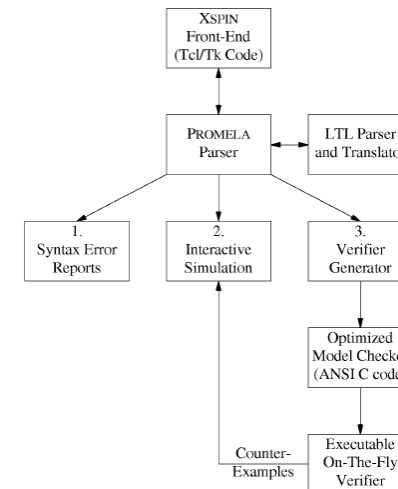 XSPIN
Front-End
(Tcl/Tk Code)
PROMELA
Parser
LTL Parser
and Translato
1.
Syntax Error
Reports
2.
Interactive
Simulation
3.
Verifier
Generator
Optimized
Model Checke
(ANSI C code
Counter-
Examples
Executable
On-The-Fly
Verifier